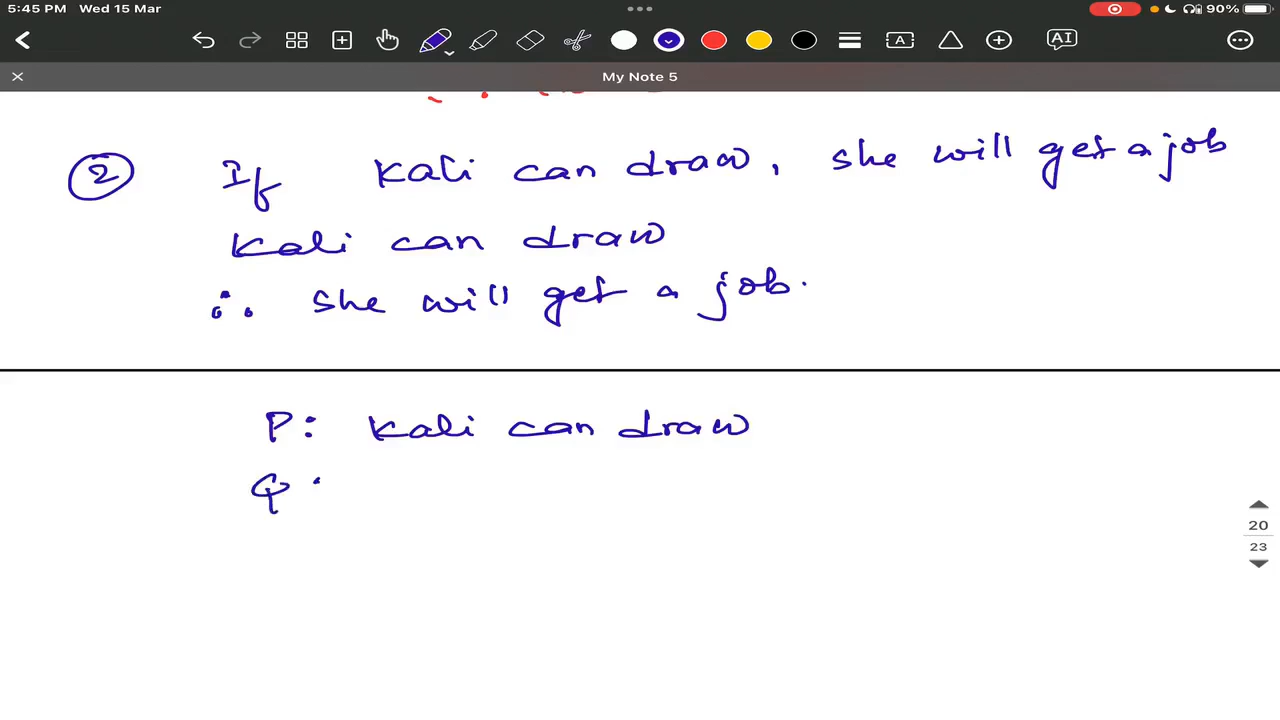 5:45 PM Wed 15 Mar
90%
A
AI
My Note 5
2 If Kali can draw, she will get a job
Kali can draw
∴ She will get a job.
P: Kali can draw
Q :
20
23